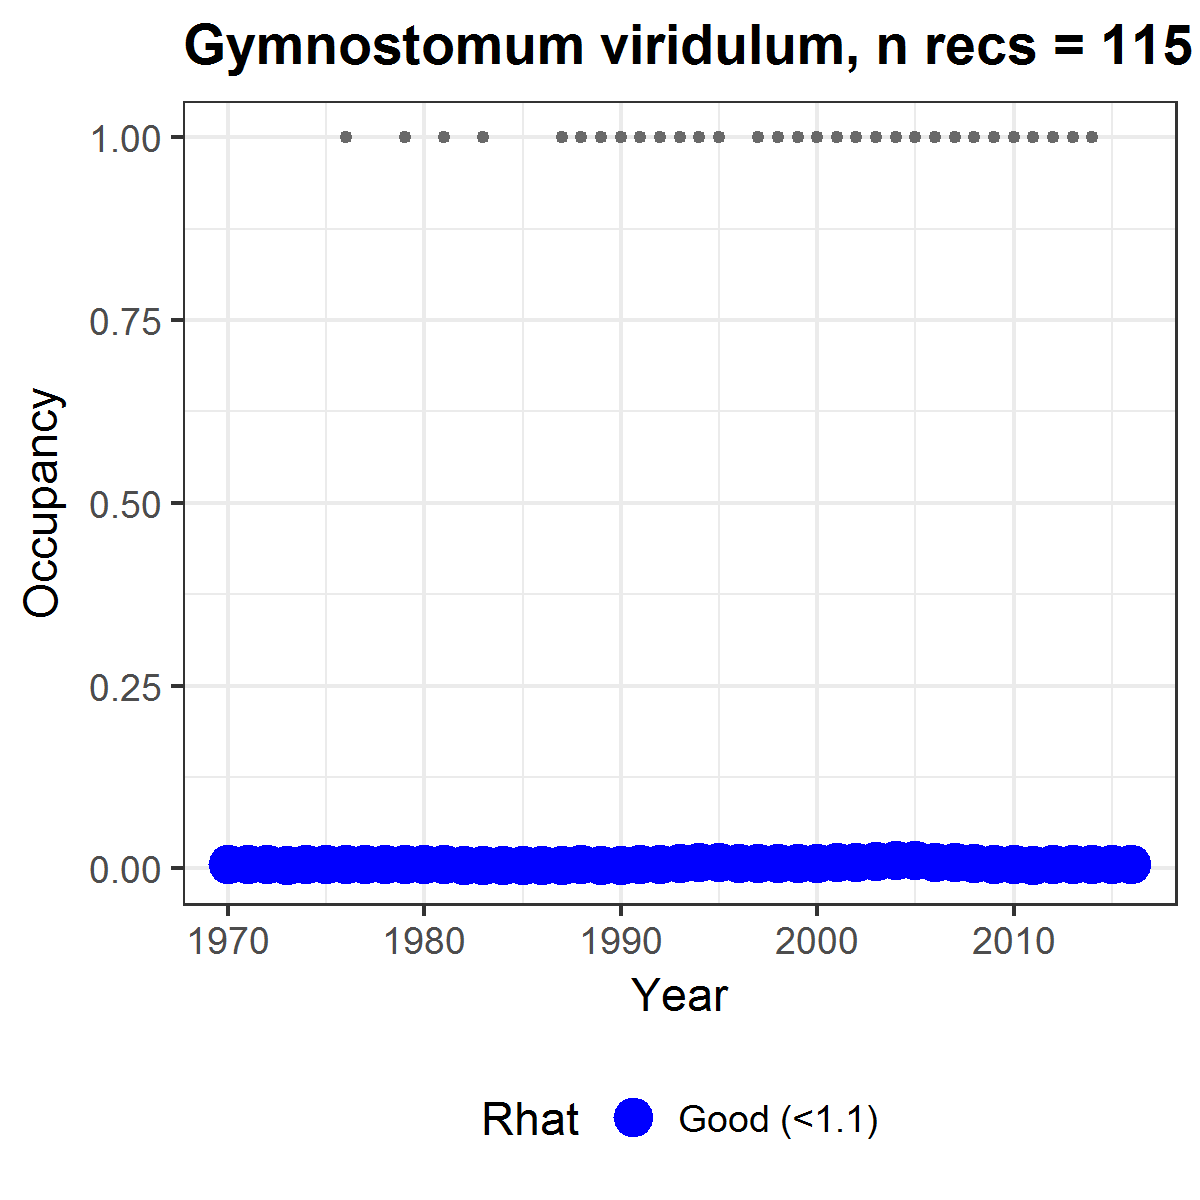 Gymnostomum viridulum, n recs = 115
1.00
0.75
0.50
0.25
0.00
Occupancy
1970 1980 1990 2000 2010
Year
Rhat Good (<1.1)